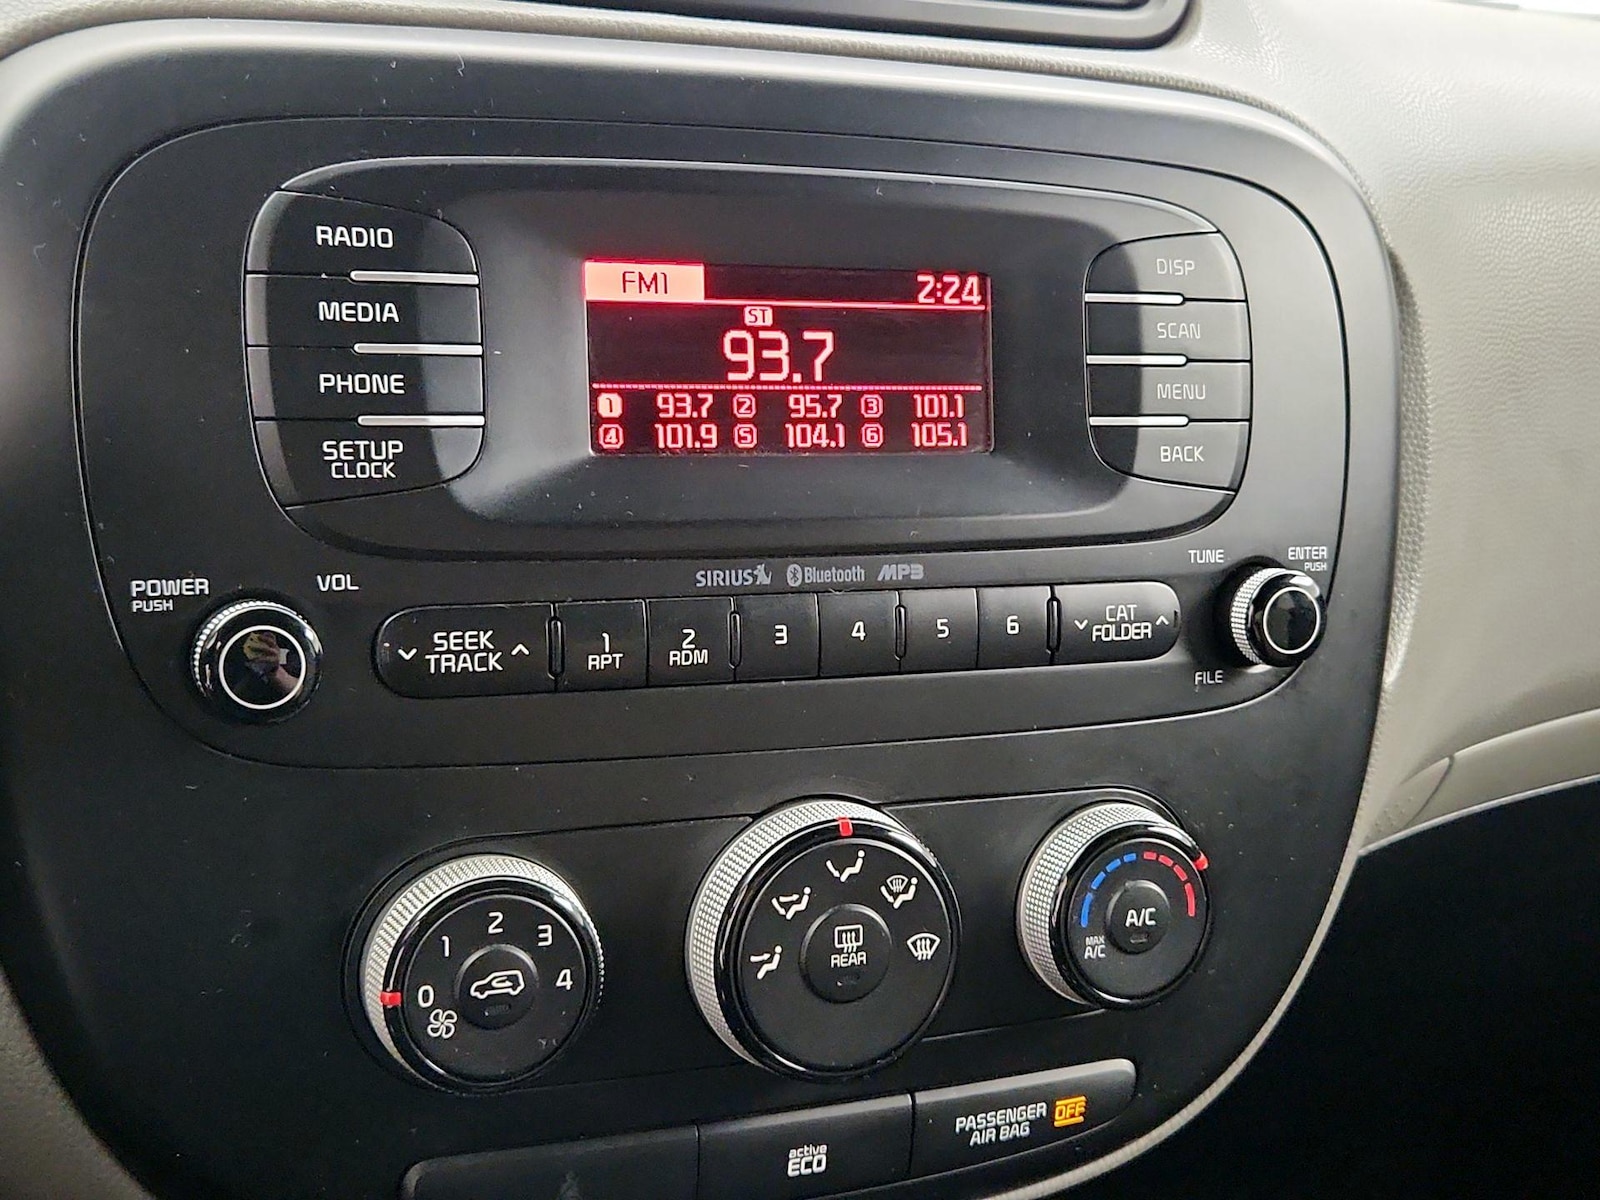 RADIO
MEDIA
PHONE
SETUP
CLOCK
FM1 2:24
ST
93.7
1 93.7 2 95.7 3 101.1
4 101.9 5 104.1 6 105.1
DISP
SCAN
MENU
BACK
SIRIUS Bluetooth MP3
POWER
PUSH
VOL
SEEK
TRACK
1
RPT
2
RDM
3
4
5
6
CAT
FOLDER
TUNE
ENTER
PUSH
FILE
0 1 2 3 4
REAR
A/C
MAX
A/C
active
ECO
PASSENGER
AIR BAG
OFF